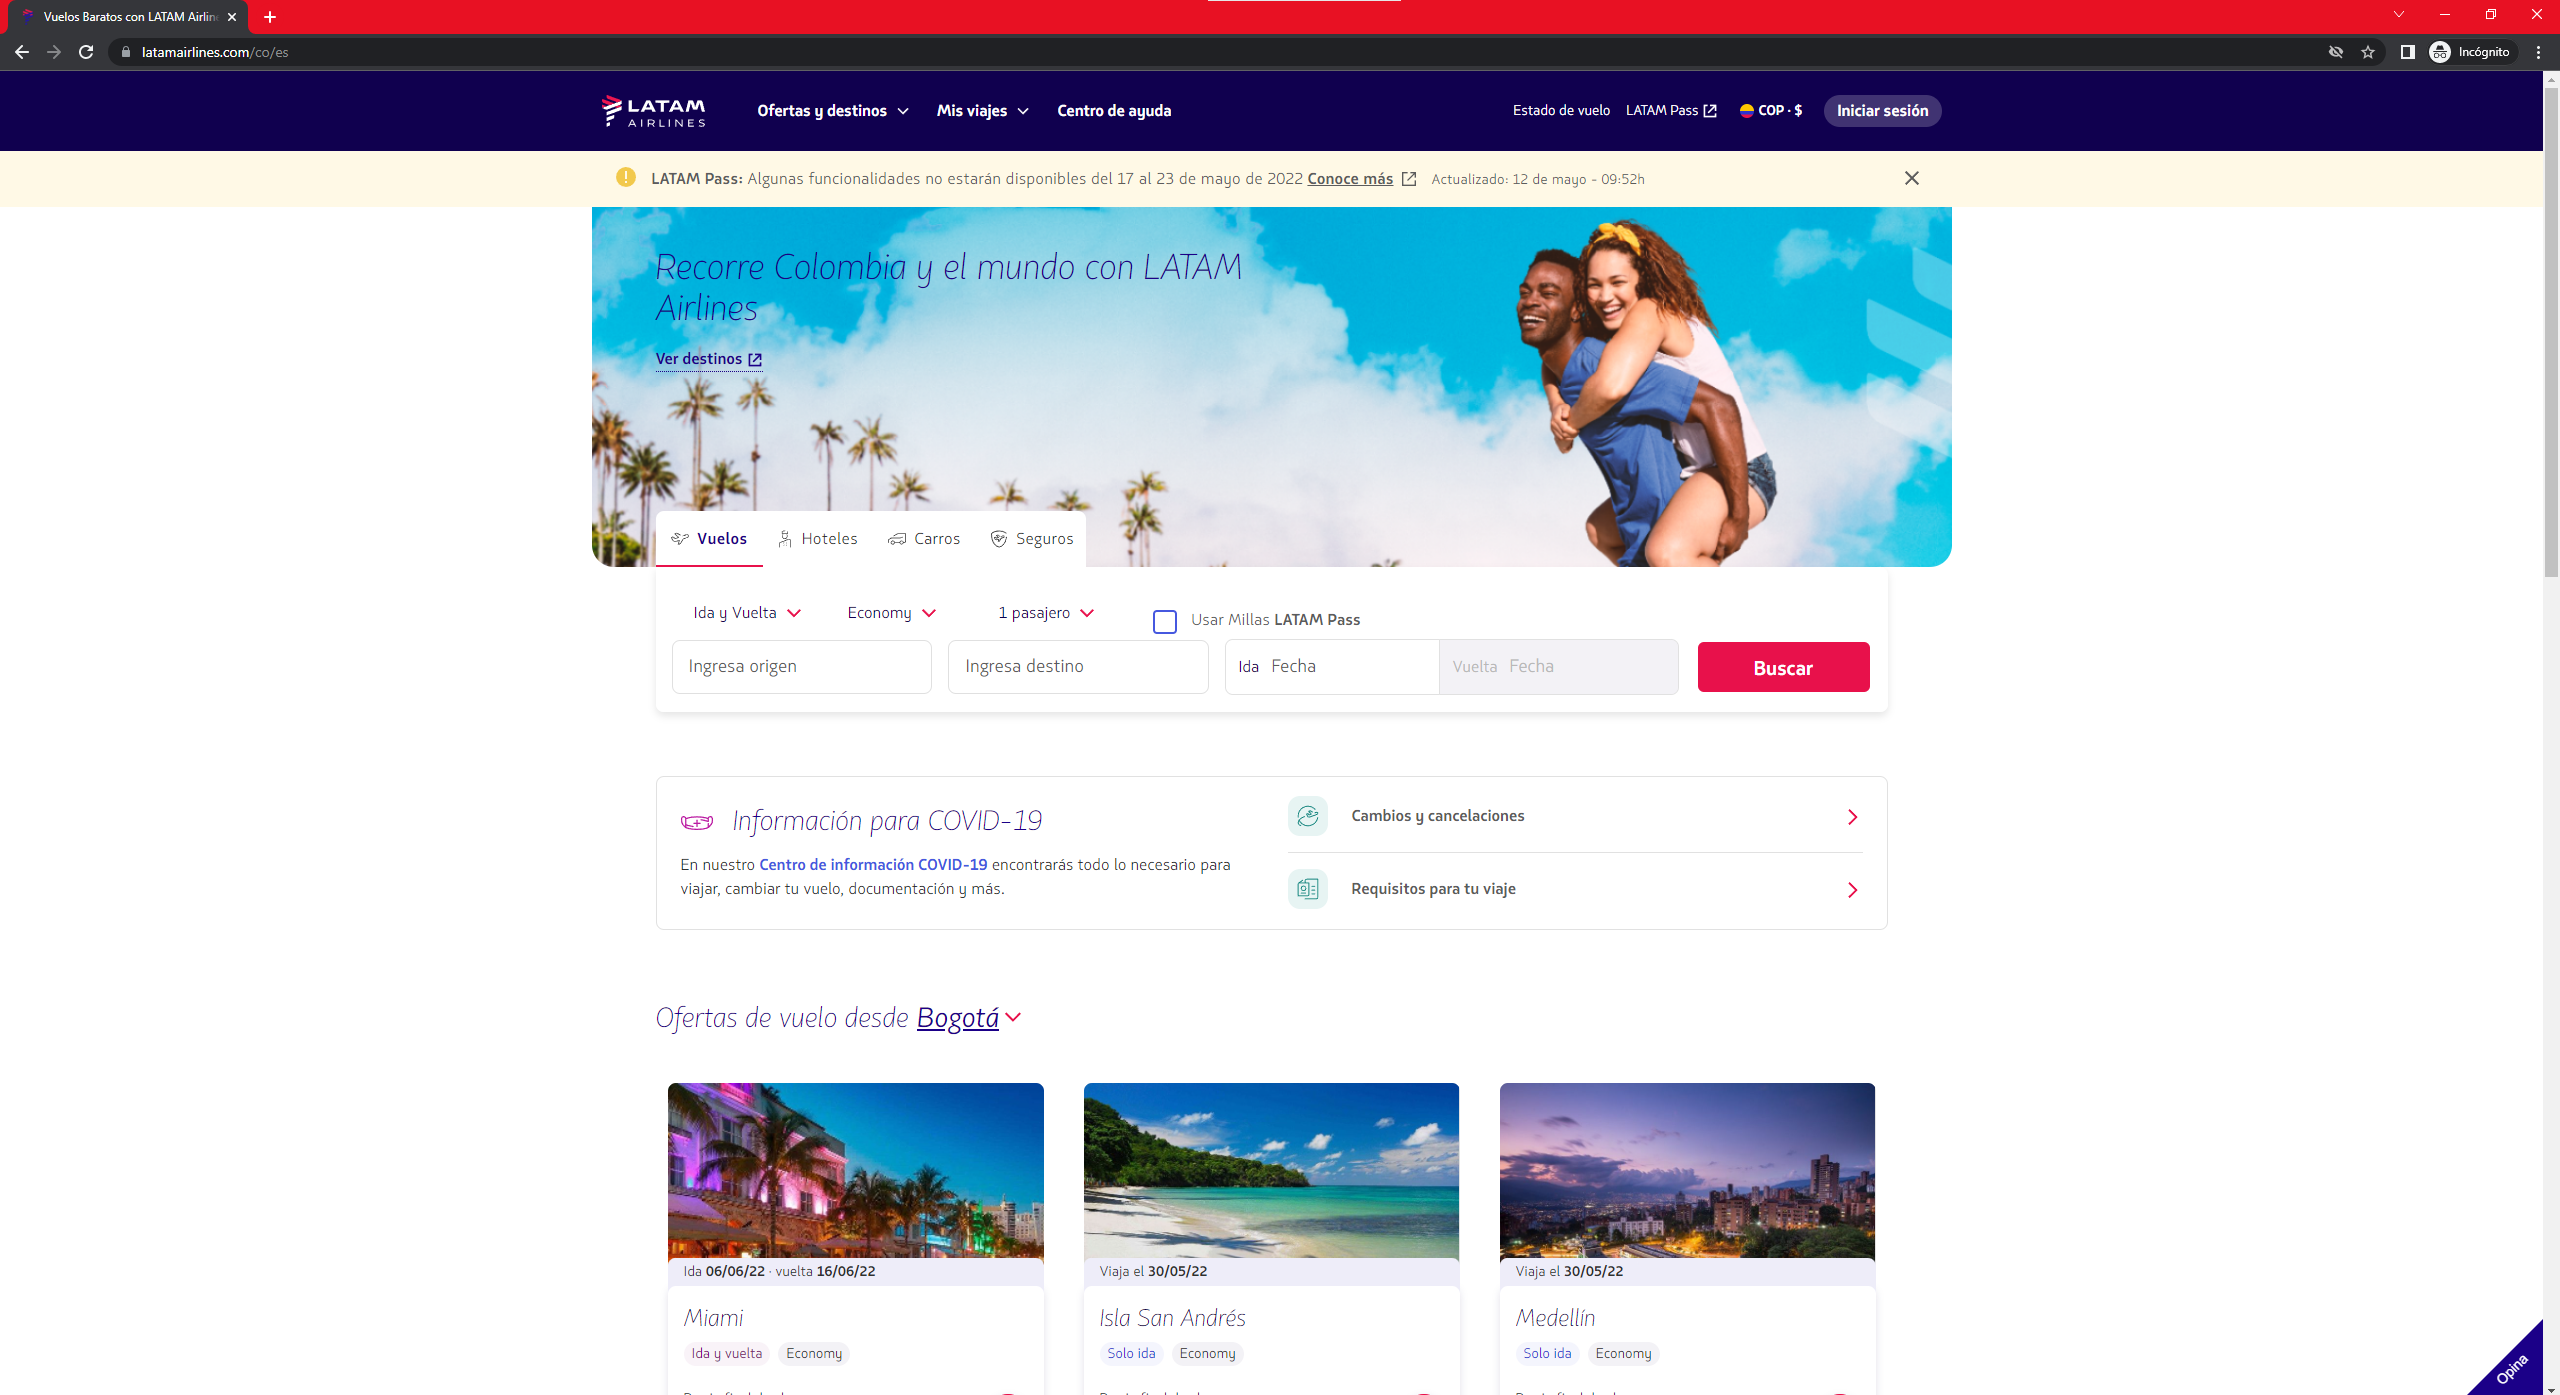 Vuelos Baratos con LATAM Airlin
latamairlines.com/co/es
Incógnito
LATAM AIRLINES
Ofertas y destinos
Mis viajes
Centro de ayuda
Estado de vuelo
LATAM Pass
COP · $
Iniciar sesión
LATAM Pass: Algunas funcionalidades no estarán disponibles del 17 al 23 de mayo de 2022 Conoce más Actualizado: 12 de mayo - 09:52h
Recorre Colombia y el mundo con LATAM
Airlines
Ver destinos
Vuelos
Hoteles
Carros
Seguros
Ida y Vuelta
Economy
1 pasajero
Usar Millas LATAM Pass
Ingresa origen
Ingresa destino
Ida Fecha
Vuelta Fecha
Buscar
Información para COVID-19
En nuestro Centro de información COVID-19 encontrarás todo lo necesario para
viajar, cambiar tu vuelo, documentación y más.
Cambios y cancelaciones
Requisitos para tu viaje
Ofertas de vuelo desde Bogotá
Ida 06/06/22 · vuelta 16/06/22
Miami
Ida y vuelta
Economy
Viaja el 30/05/22
Isla San Andrés
Solo ida
Economy
Viaja el 30/05/22
Medellín
Solo ida
Economy
Opina